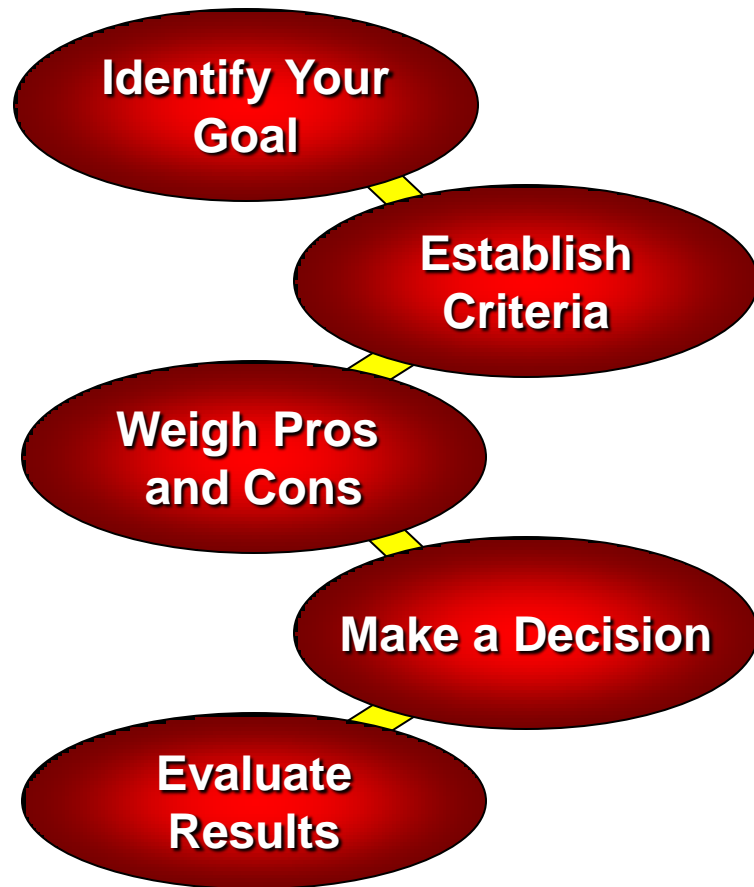 Identify Your
Goal
Establish
Criteria
Weigh Pros
and Cons
Make a Decision
Evaluate
Results